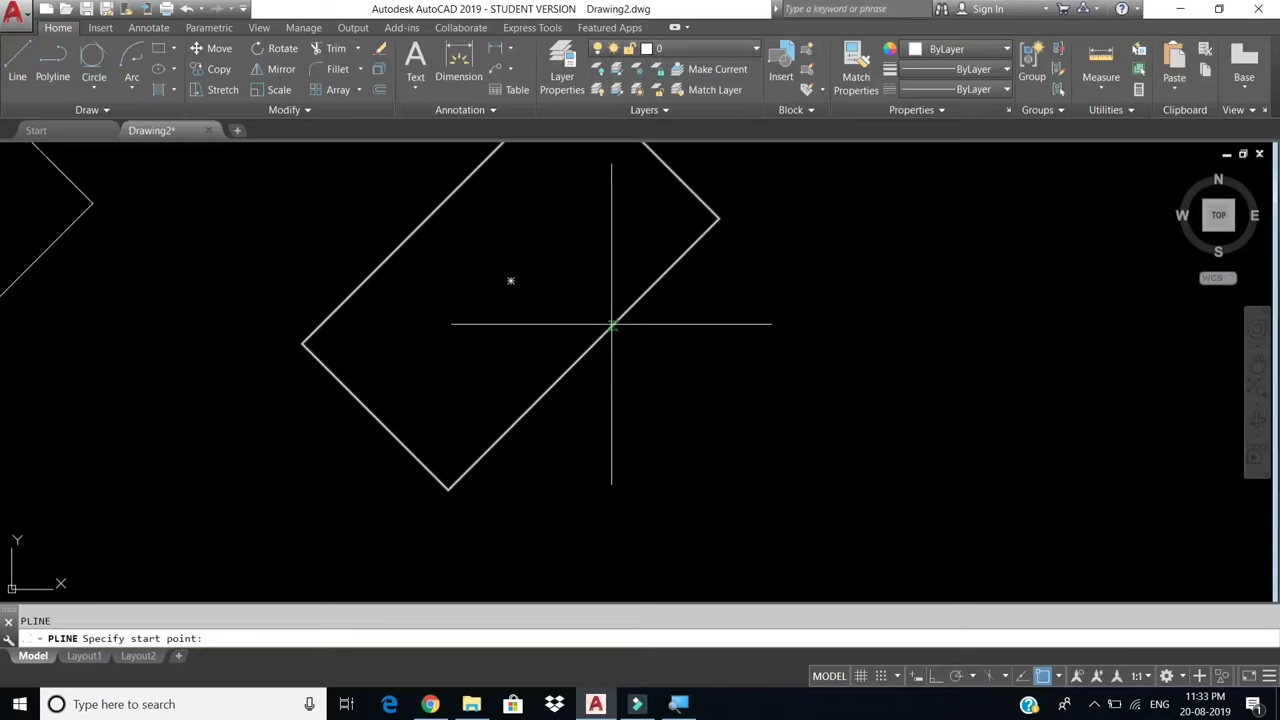 Autodesk AutoCAD 2019 - STUDENT VERSION Drawing2.dwg
Type a keyword or phrase
Sign In
Home Insert Annotate Parametric View Manage Output Add-ins Collaborate Express Tools Featured Apps
Line Polyline Circle Arc
Move Rotate Trim
Copy Mirror Fillet
Stretch Scale Array
Text Dimension Table
Layer Properties
0
Make Current
Match Layer
Insert
Match Properties
ByLayer
ByLayer
ByLayer
Group
Measure
Paste
Base
Draw Modify Annotation Layers Block Properties Groups Utilities Clipboard View
Start Drawing2*
N
W TOP E
S
WCS
Y
X
PLINE
PLINE Specify start point:
Model Layout1 Layout2
MODEL 1:1
Type here to search
ENG
11:33 PM
20-08-2019
1